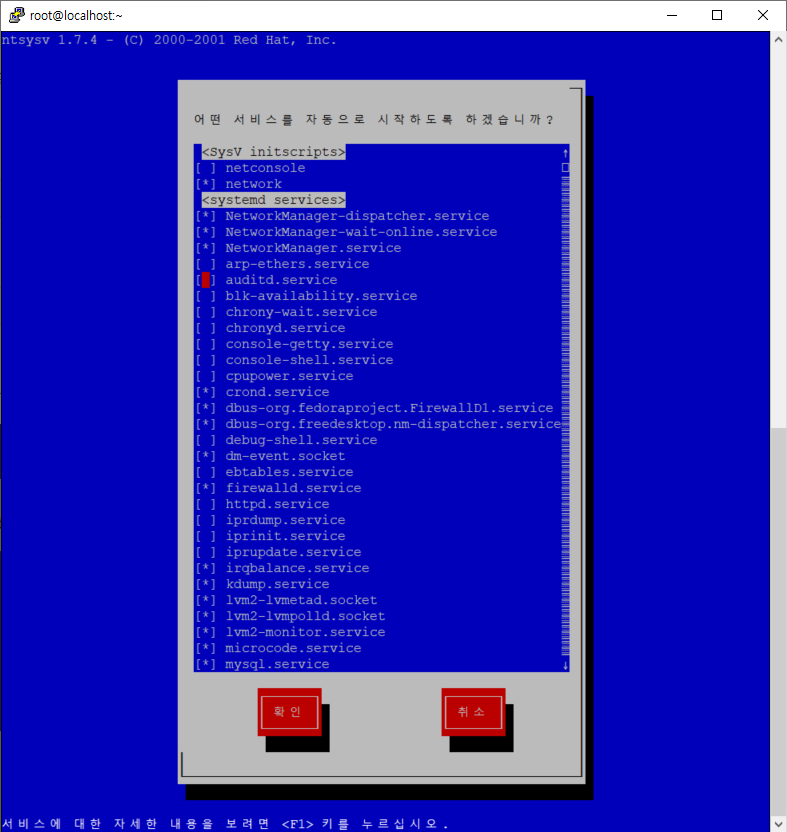 root@localhost:~
ntsysv 1.7.4 - (C) 2000-2001 Red Hat, Inc.
어떤 서비스를 자동으로 시작하도록 하겠습니까?
<SysV initscripts>
[ ] netconsole
[*] network
<systemd services>
[*] NetworkManager-dispatcher.service
[*] NetworkManager-wait-online.service
[*] NetworkManager.service
[ ] arp-ethers.service
[ ] auditd.service
[ ] blk-availability.service
[ ] chrony-wait.service
[ ] chronyd.service
[ ] console-getty.service
[ ] console-shell.service
[ ] cpupower.service
[*] crond.service
[*] dbus-org.fedoraproject.FirewallD1.service
[*] dbus-org.freedesktop.nm-dispatcher.service
[ ] debug-shell.service
[*] dm-event.socket
[ ] ebtables.service
[*] firewalld.service
[ ] httpd.service
[ ] iprdump.service
[ ] iprinit.service
[ ] iprupdate.service
[*] irqbalance.service
[*] kdump.service
[*] lvm2-lvmetad.socket
[*] lvm2-lvmpolld.socket
[*] lvm2-monitor.service
[*] microcode.service
[*] mysql.service
확인 취소
서비스에 대한 자세한 내용을 보려면 <F1> 키를 누르십시오.